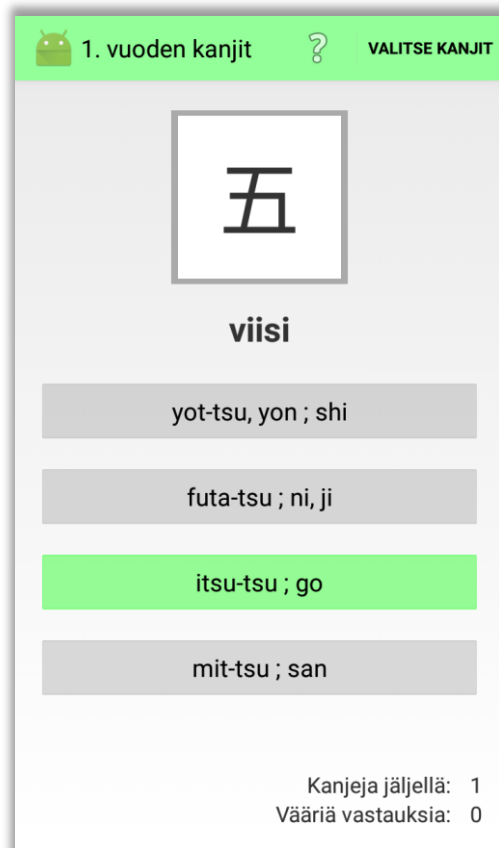 1. vuoden kanjit ? VALITSE KANJIT
五
viisi
yot-tsu, yon ; shi
futa-tsu ; ni, ji
itsu-tsu ; go
mit-tsu ; san
Kanjeja jäljellä: 1
Vääriä vastauksia: 0